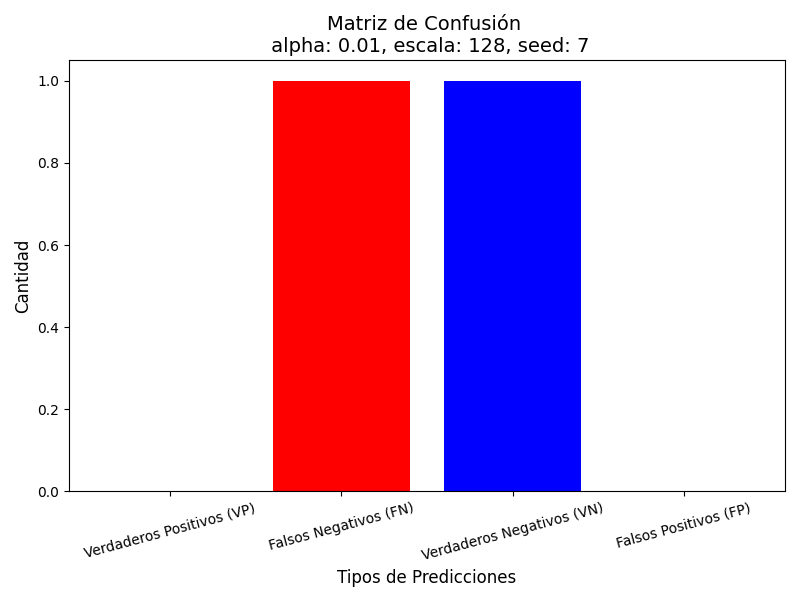 Matriz de Confusión
alpha: 0.01, escala: 128, seed: 7
Cantidad
1.0
0.8
0.6
0.4
0.2
0.0
Verdaderos Positivos (VP)
Falsos Negativos (FN)
Verdaderos Negativos (VN)
Falsos Positivos (FP)
Tipos de Predicciones